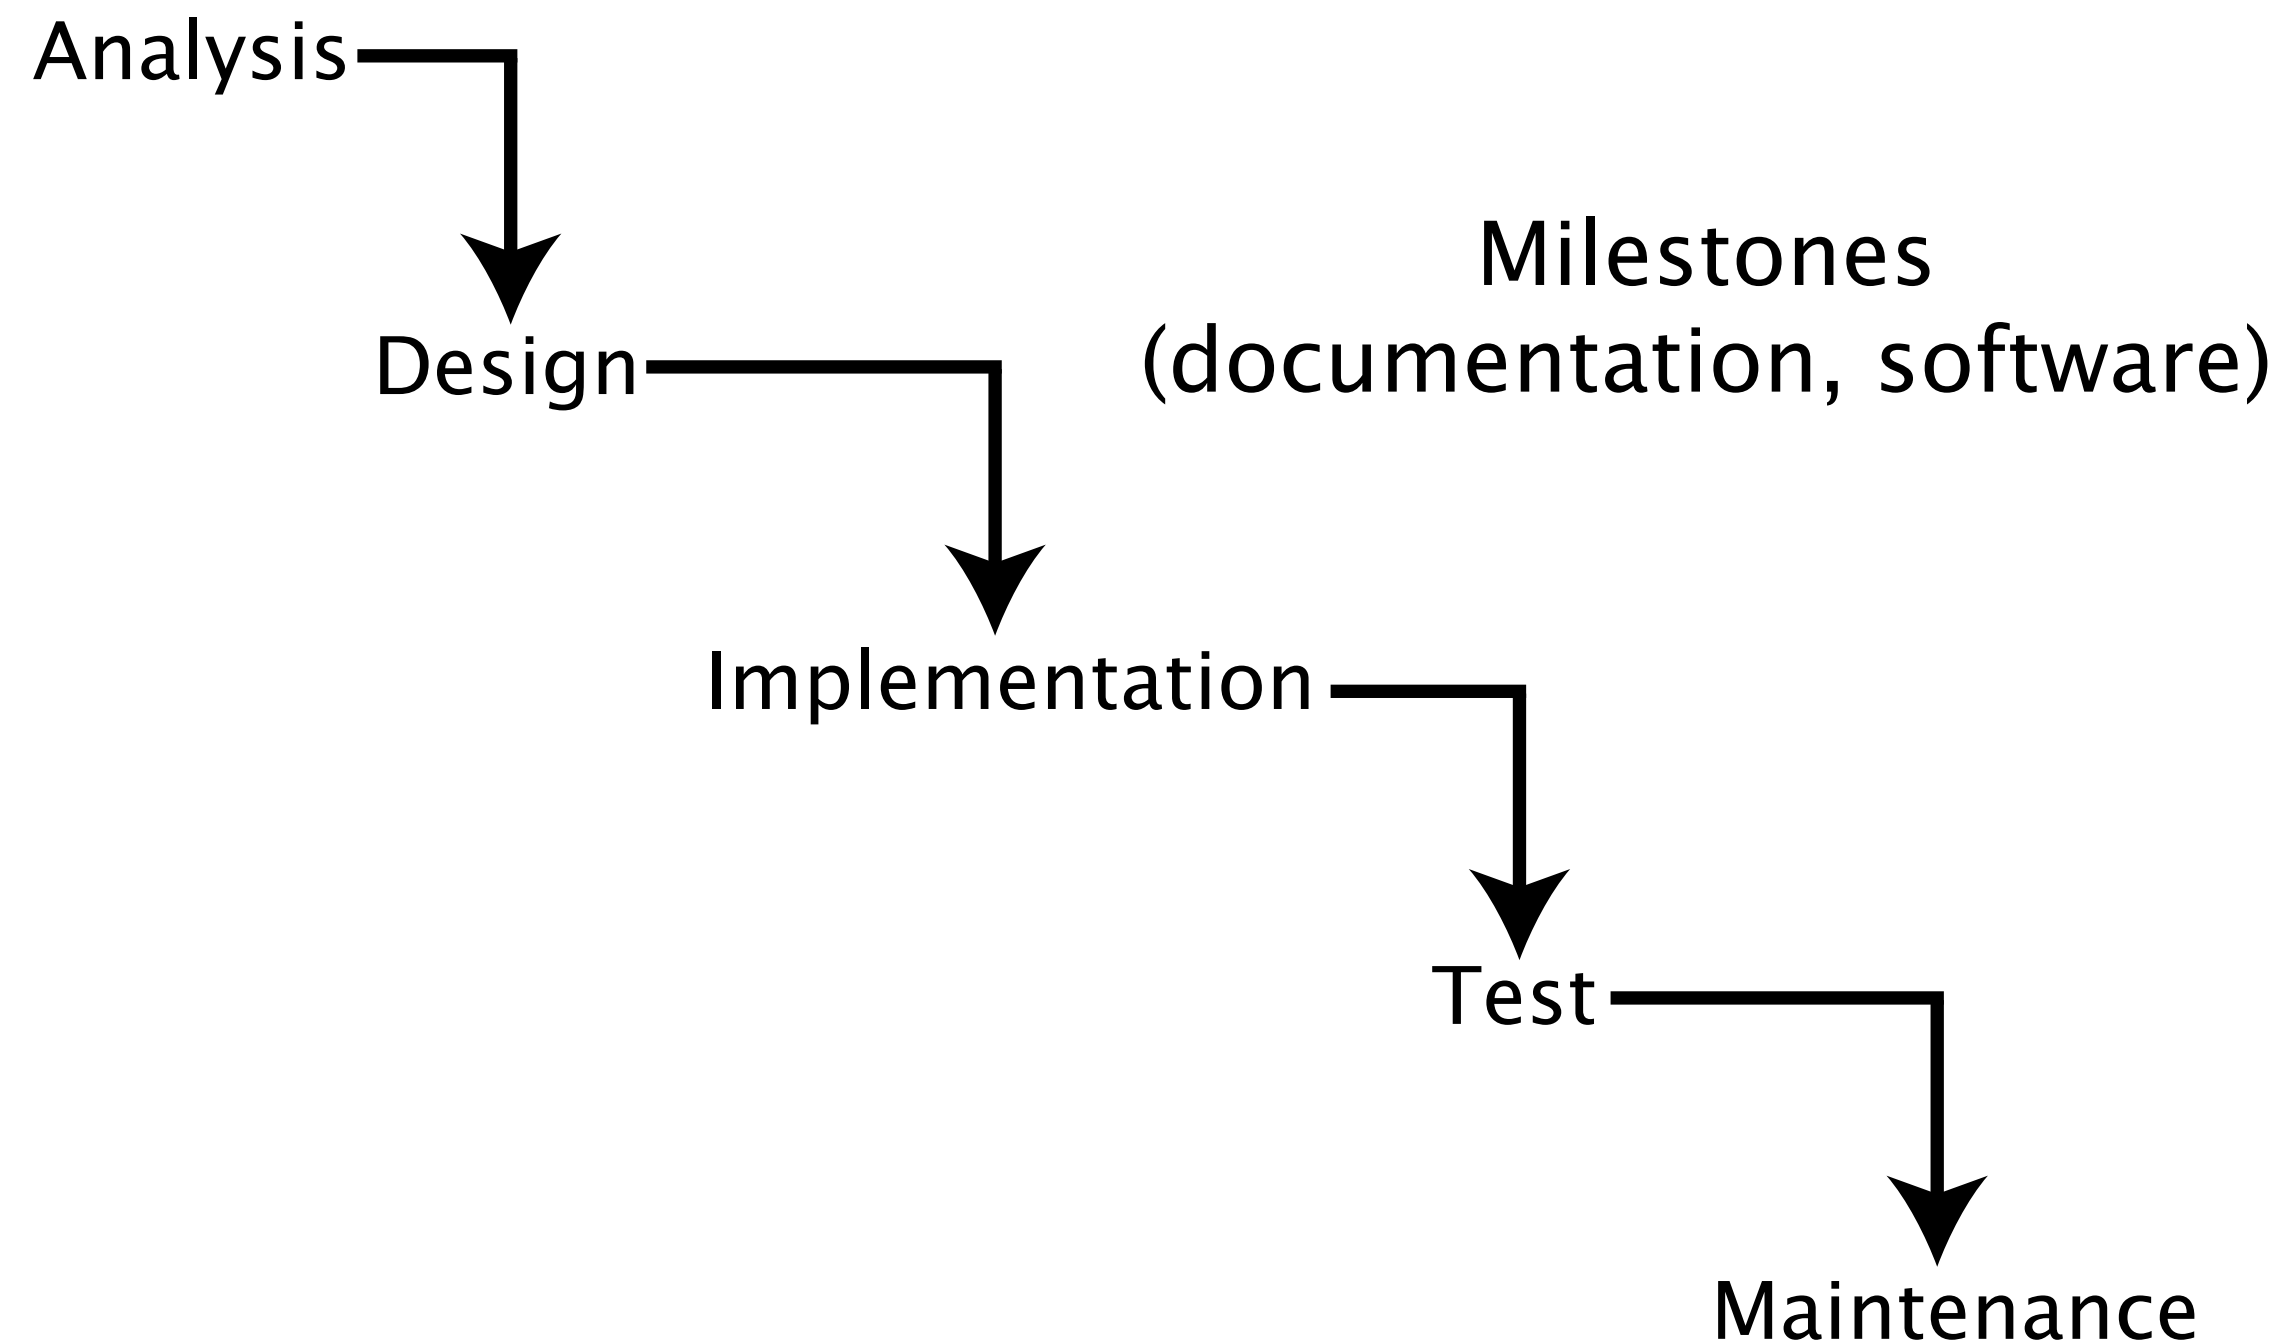 Analysis
Milestones
(documentation, software)
Design
Implementation
Test
Maintenance